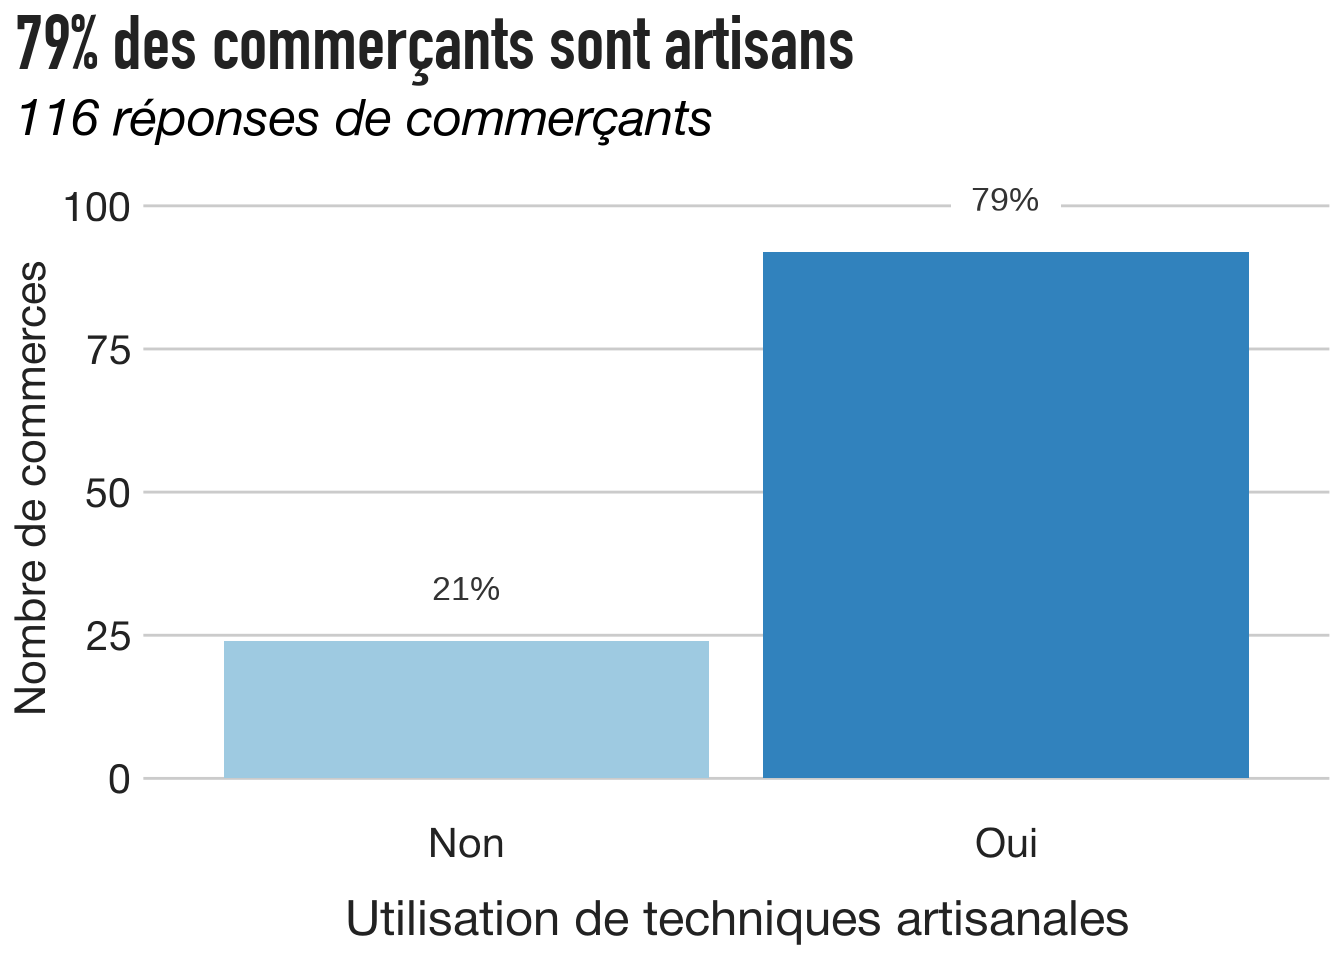 79% des commerçants sont artisans
116 réponses de commerçants
100
79%
75
50
21%
25
0
Nombre de commerces
Non
Oui
Utilisation de techniques artisanales